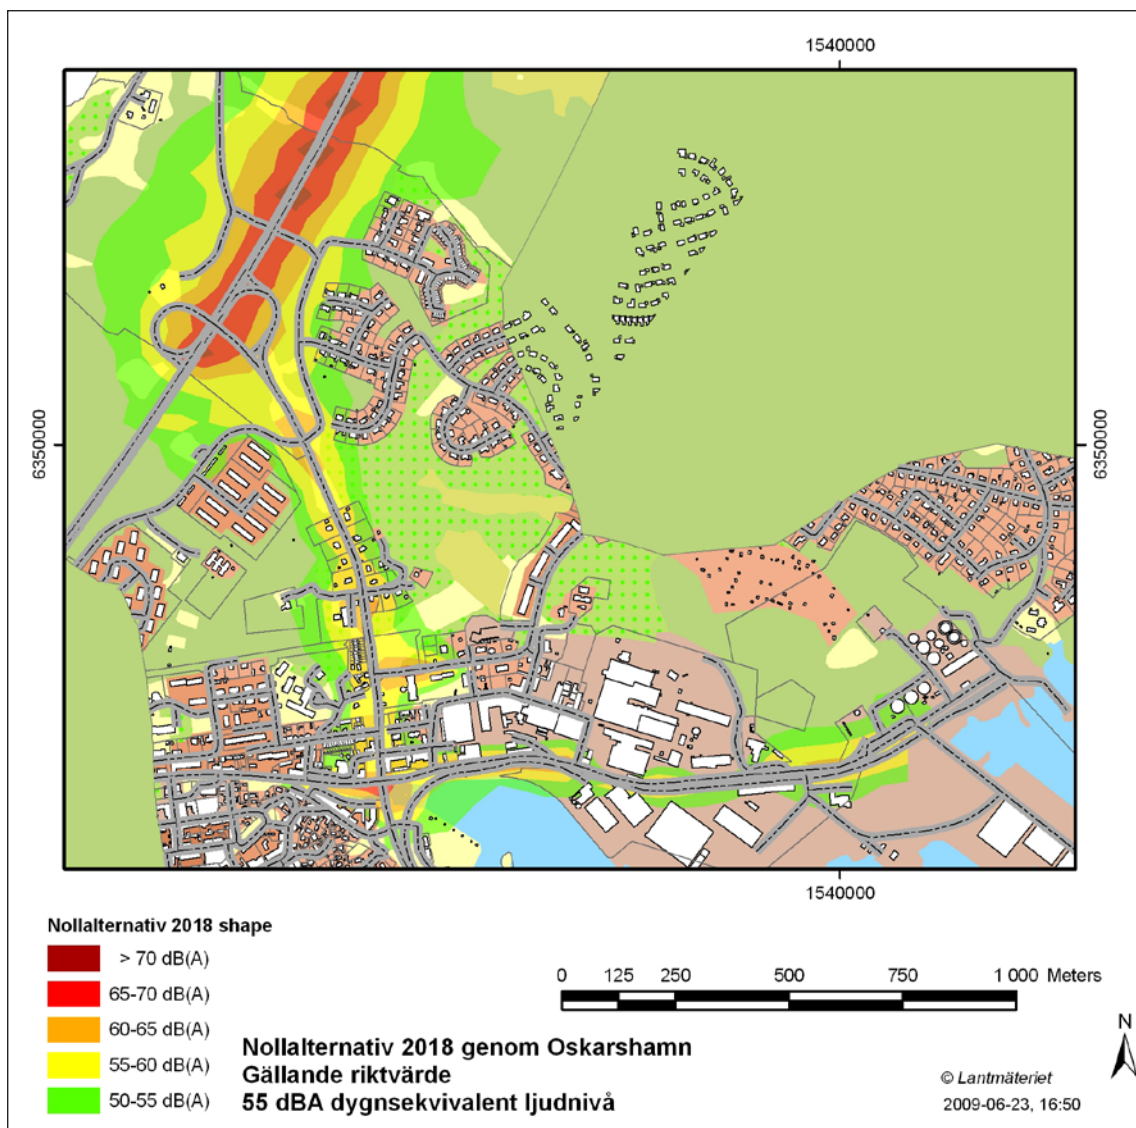 1540000
6350000
6350000
1540000
Nollalternativ 2018 shape
> 70 dB(A)
65-70 dB(A)
60-65 dB(A)
55-60 dB(A)
50-55 dB(A)
0 125 250 500 750 1 000 Meters
Nollalternativ 2018 genom Oskarshamn
Gällande riktvärde
55 dBA dygnsekvivalent ljudnivå
N
© Lantmäteriet
2009-06-23, 16:50